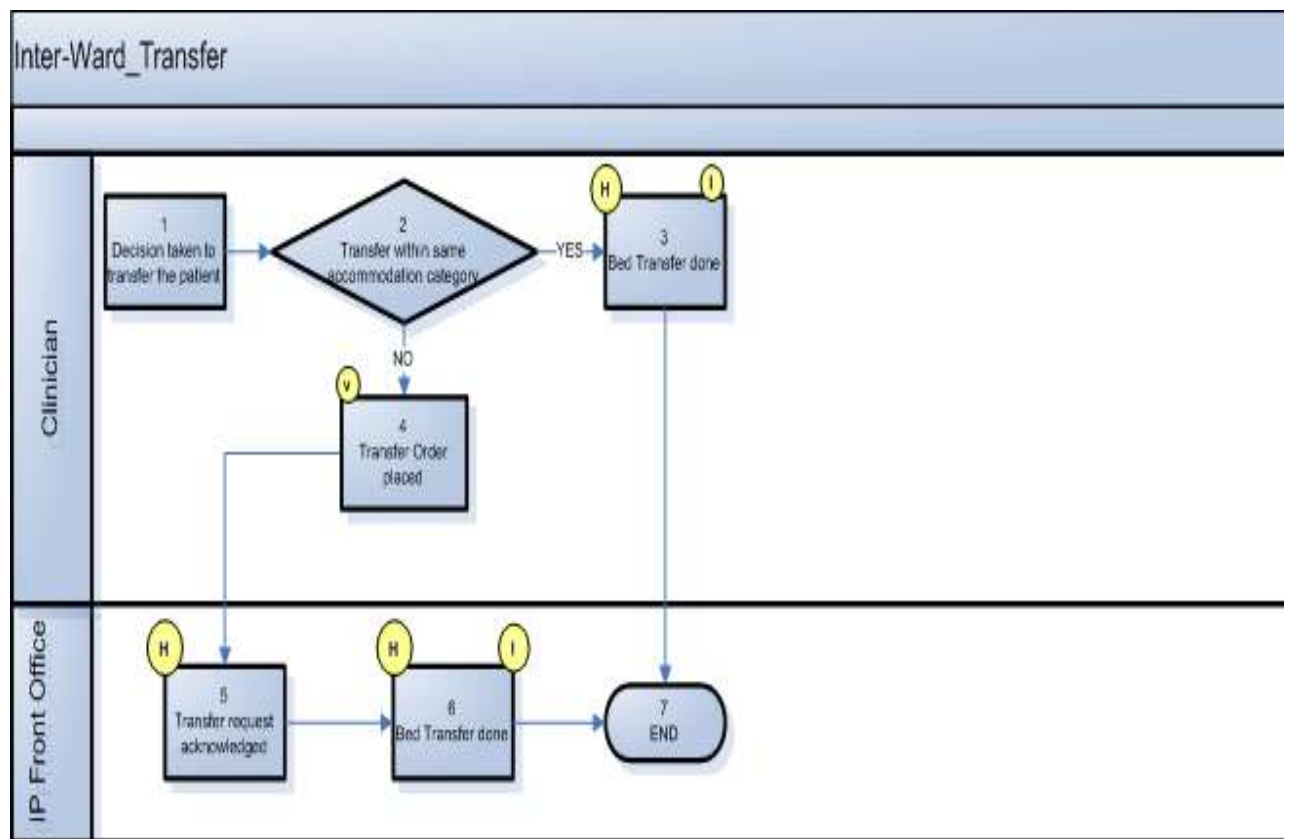 Inter-Ward_Transfer
Clinician
1
Decision taken to
transfer the patient
2
Transfer within same
accommodation category
YES
H
I
3
Bed Transfer done
NO
v
4
Transfer Order
placed
IP Front Office
H
5
Transfer request
acknowledged
H
I
6
Bed Transfer done
7
END